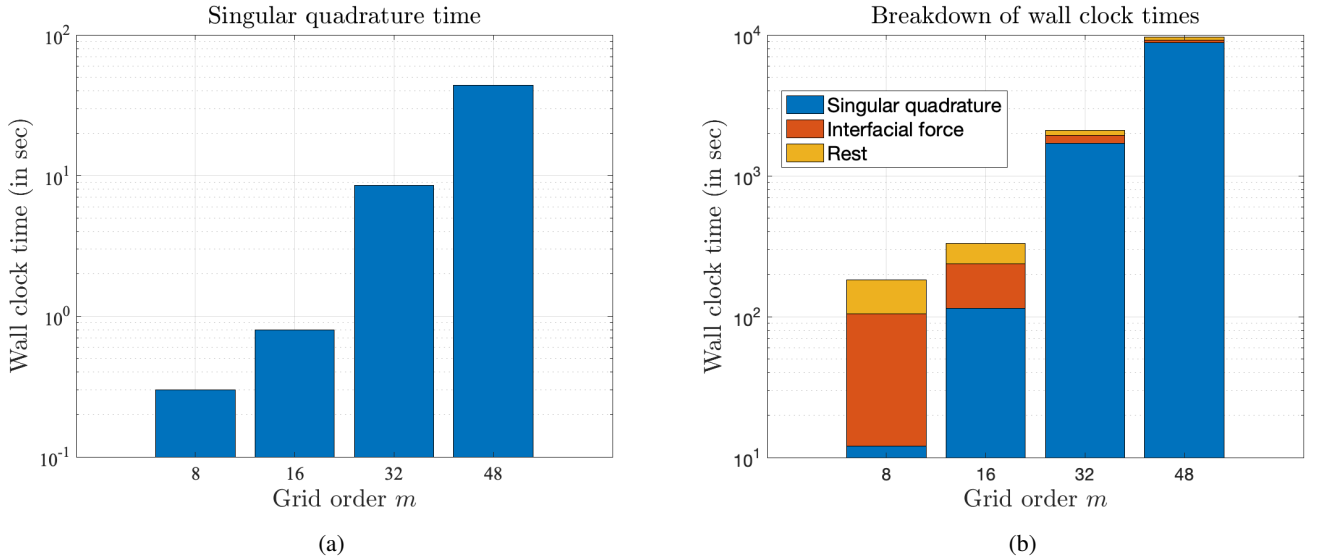 Singular quadrature time
10^2
10^1
10^0
10^-1
Wall clock time (in sec)
8 16 32 48
Grid order m
(a)
Breakdown of wall clock times
10^4
10^3
10^2
10^1
Wall clock time (in sec)
Singular quadrature
Interfacial force
Rest
8 16 32 48
Grid order m
(b)